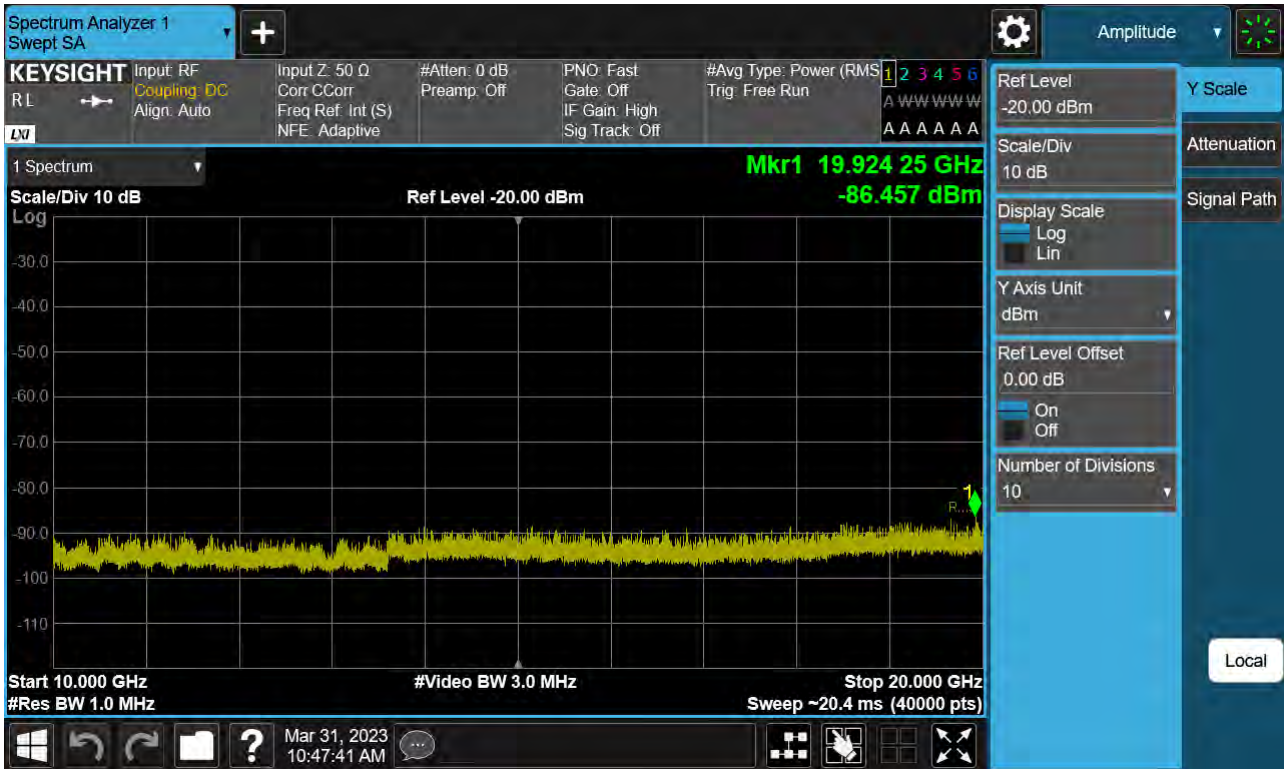 Spectrum Analyzer 1
Swept SA
+
Amplitude
KEYSIGHT
RL
LXI
Input: RF
Coupling: DC
Align: Auto
Input Z: 50 Ω
Corr CCorr
Freq Ref: Int (S)
NFE: Adaptive
#Atten: 0 dB
Preamp: Off
PNO: Fast
Gate: Off
IF Gain: High
Sig Track: Off
#Avg Type: Power (RMS
Trig: Free Run
1 2 3 4 5 6
A W W W W W
A A A A A A
1 Spectrum
Mkr1 19.924 25 GHz
Scale/Div 10 dB
Ref Level -20.00 dBm
-86.457 dBm
Log
-30.0
-40.0
-50.0
-60.0
-70.0
-80.0
-90.0
-100
-110
1
R...
Start 10.000 GHz
#Video BW 3.0 MHz
Stop 20.000 GHz
#Res BW 1.0 MHz
Sweep ~20.4 ms (40000 pts)
Ref Level
-20.00 dBm
Scale/Div
10 dB
Display Scale
Log
Lin
Y Axis Unit
dBm
Ref Level Offset
0.00 dB
On
Off
Number of Divisions
10
Y Scale
Attenuation
Signal Path
Local
?
Mar 31, 2023
10:47:41 AM